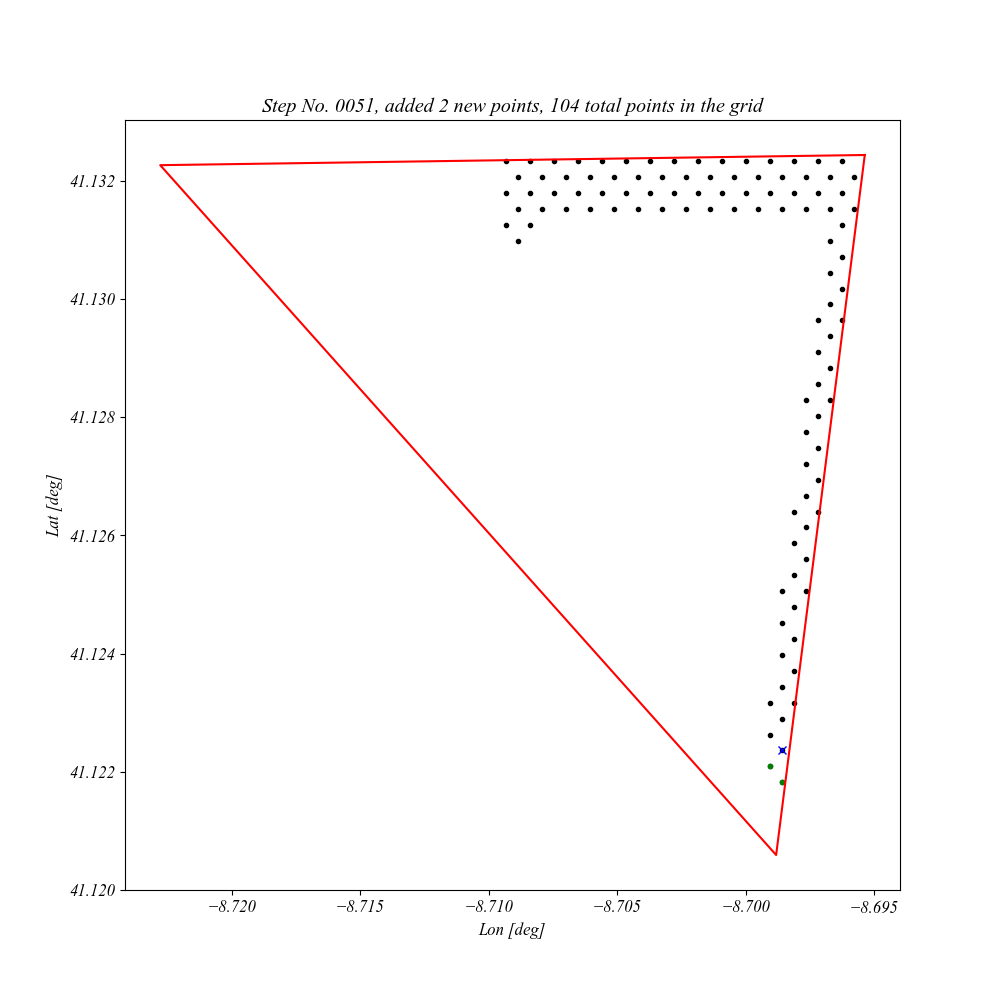 Step No. 0051, added 2 new points, 104 total points in the grid
41.132
41.130
41.128
41.126
41.124
41.122
41.120
Lat [deg]
−8.720 −8.715 −8.710 −8.705 −8.700 −8.695
Lon [deg]